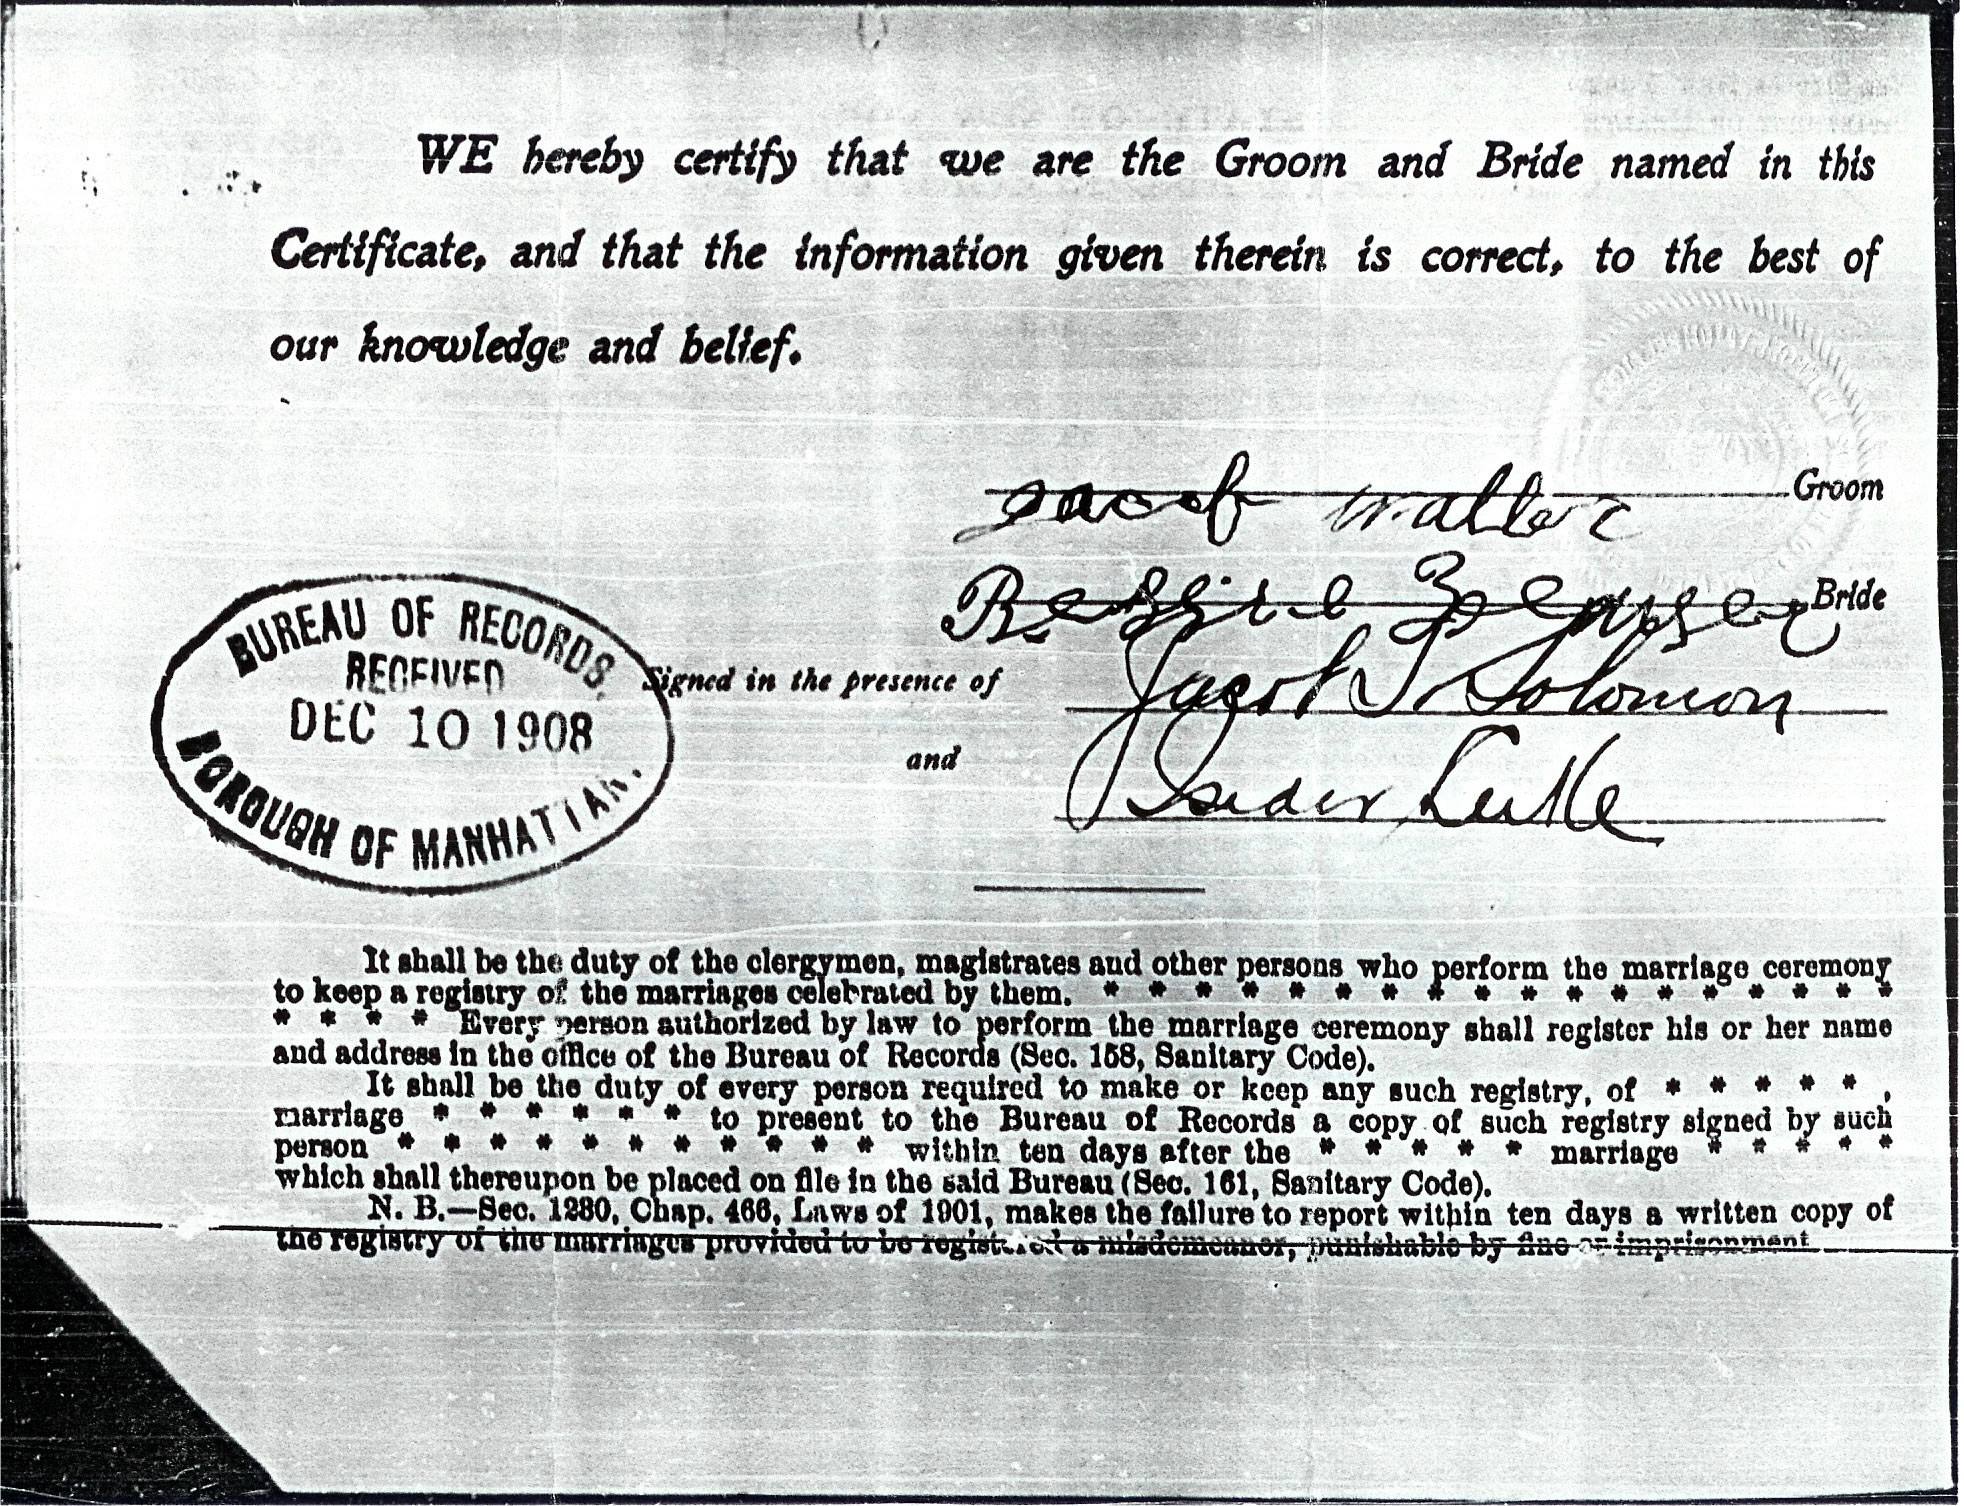 WE hereby certify that we are the Groom and Bride named in this
Certificate, and that the information given therein is correct, to the best of
our knowledge and belief.
Jacob Groom
Bride
Signed in the presence of Jacob S. Solomon
and Isidor
BUREAU OF RECORDS,
RECEIVED
DEC 10 1908
BOROUGH OF MANHATTAN.
It shall be the duty of the clergymen, magistrates and other persons who perform the marriage ceremony
to keep a registry of the marriages celebrated by them. * * * * * * * * * * * * * * * * * *
* * * * Every person authorized by law to perform the marriage ceremony shall register his or her name
and address in the office of the Bureau of Records (Sec. 158, Sanitary Code).
It shall be the duty of every person required to make or keep any such registry, of * * * * * ,
marriage * * * * * * to present to the Bureau of Records a copy of such registry signed by such
person * * * * * * * * * * * within ten days after the * * * * * marriage * * * * *
which shall thereupon be placed on file in the said Bureau (Sec. 161, Sanitary Code).
N. B.—Sec. 1280, Chap. 466, Laws of 1901, makes the failure to report within ten days a written copy of
the registry of the marriages provided to be registered a misdemeanor, punishable by fine or imprisonment